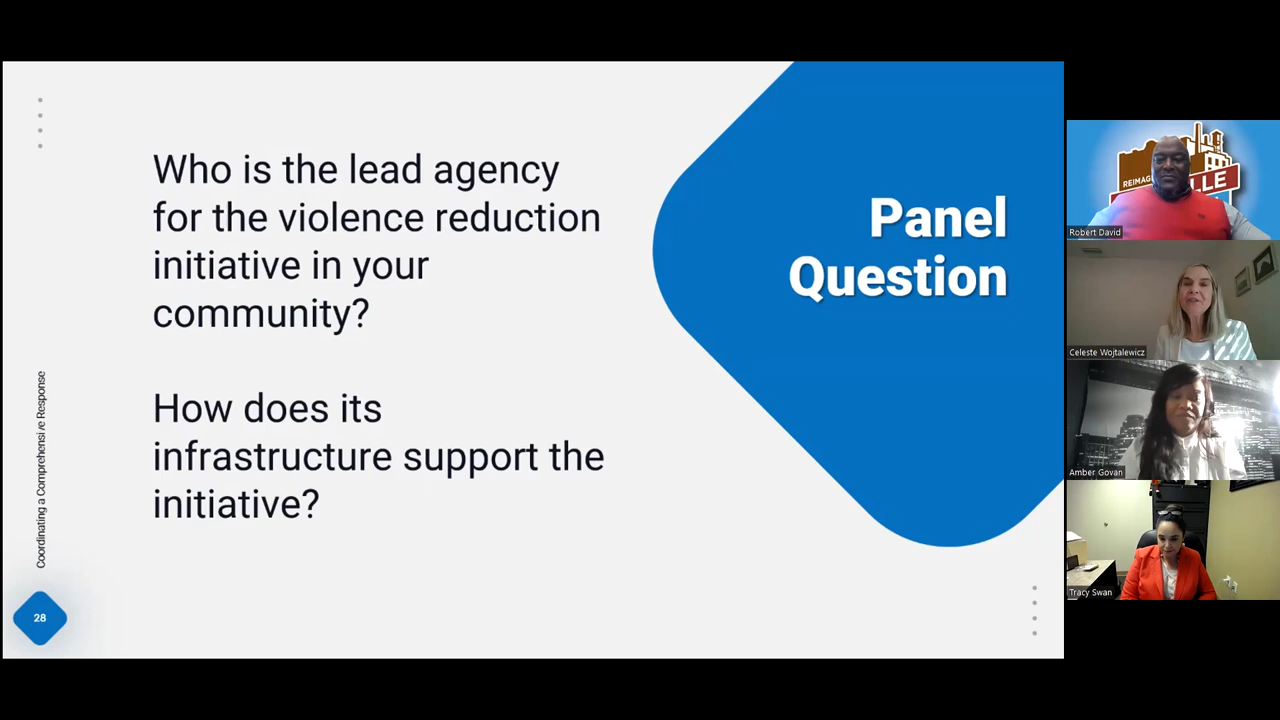 Who is the lead agency
for the violence reduction
initiative in your
community?
How does its
infrastructure support the
initiative?
Panel
Question
Coordinating a Comprehensive Response
28
Robert David
Celeste Wojtalewicz
Amber Govan
Tracy Swan